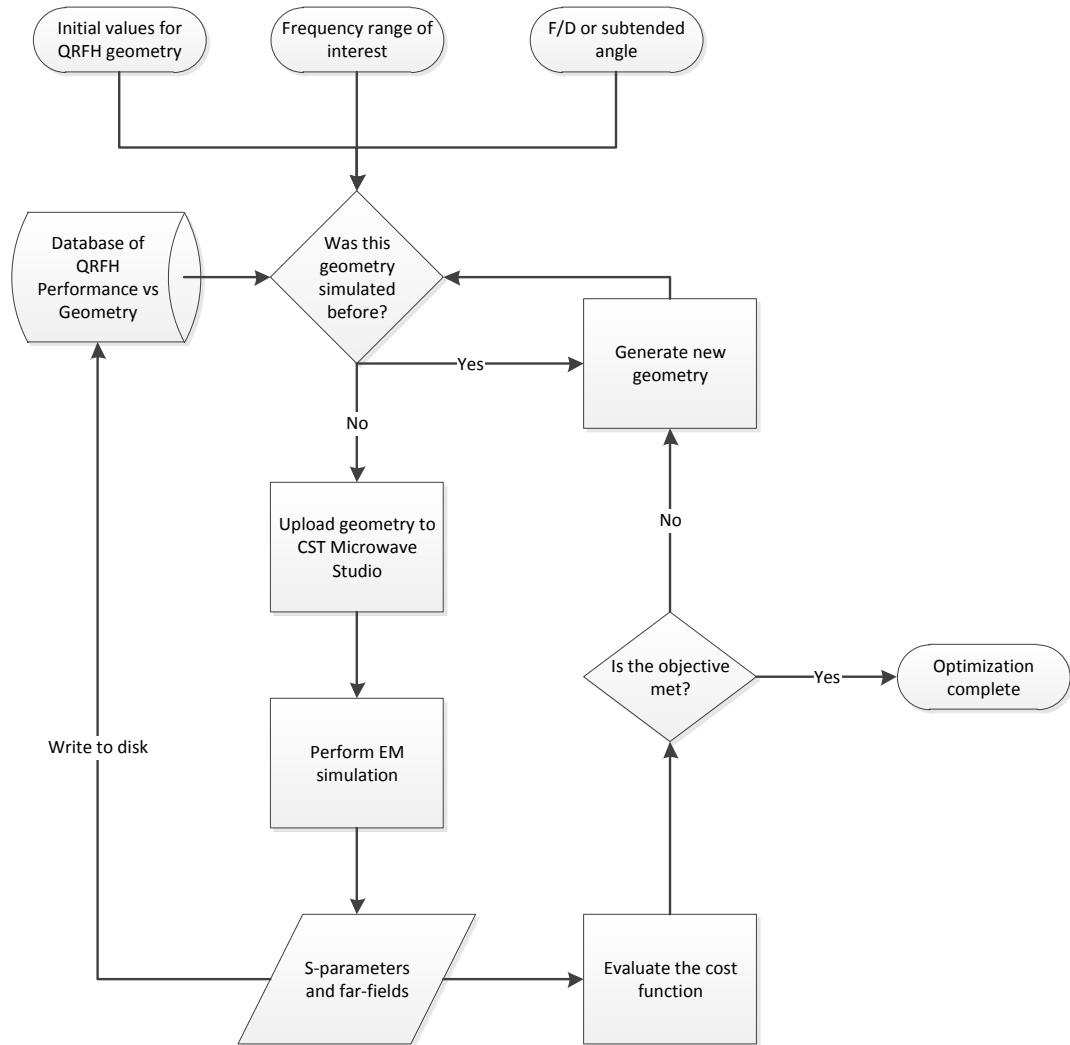 Initial values for
QRFH geometry
Frequency range of
interest
F/D or subtended
angle
Database of
QRFH
Performance vs
Geometry
Was this
geometry
simulated
before?
Generate new
geometry
Yes
No
Upload geometry to
CST Microwave
Studio
No
Is the objective
met?
Yes
Optimization
complete
Write to disk
Perform EM
simulation
S-parameters
and far-fields
Evaluate the cost
function